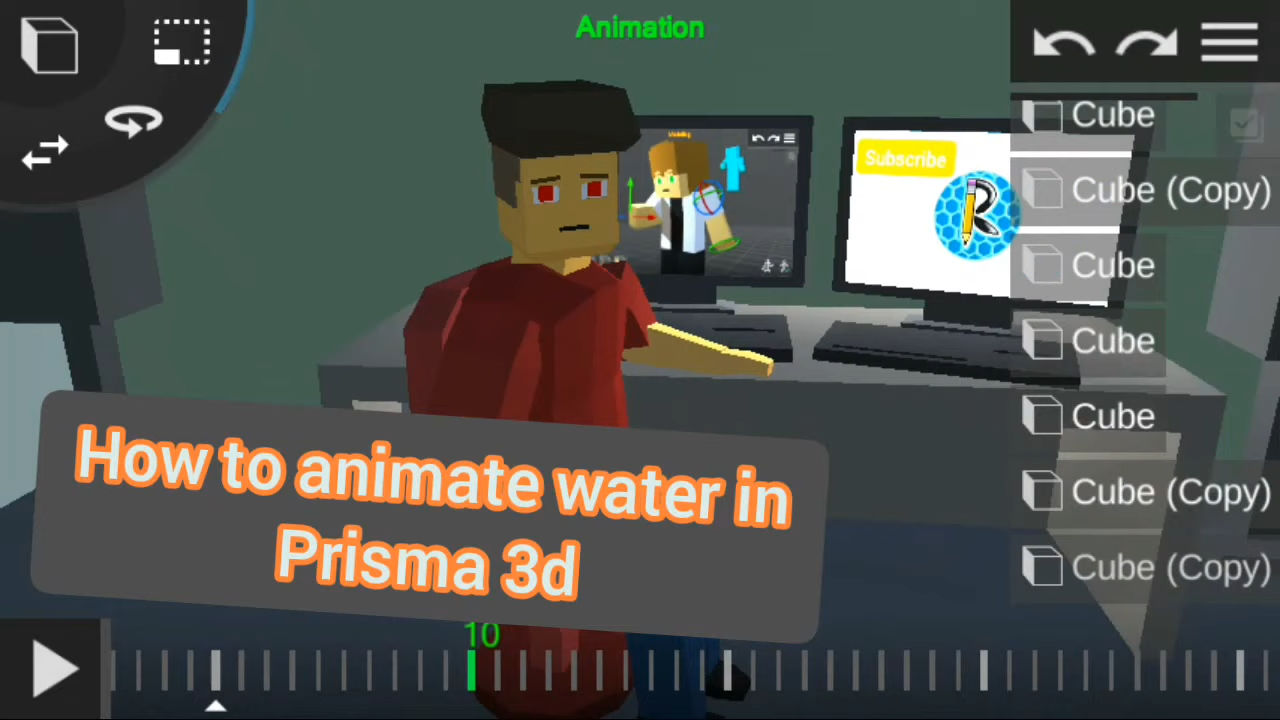 Animation
Cube
Cube (Copy)
Cube
Cube
Cube
Cube (Copy)
Cube (Copy)
Subscribe
R
How to animate water in
Prisma 3d
10